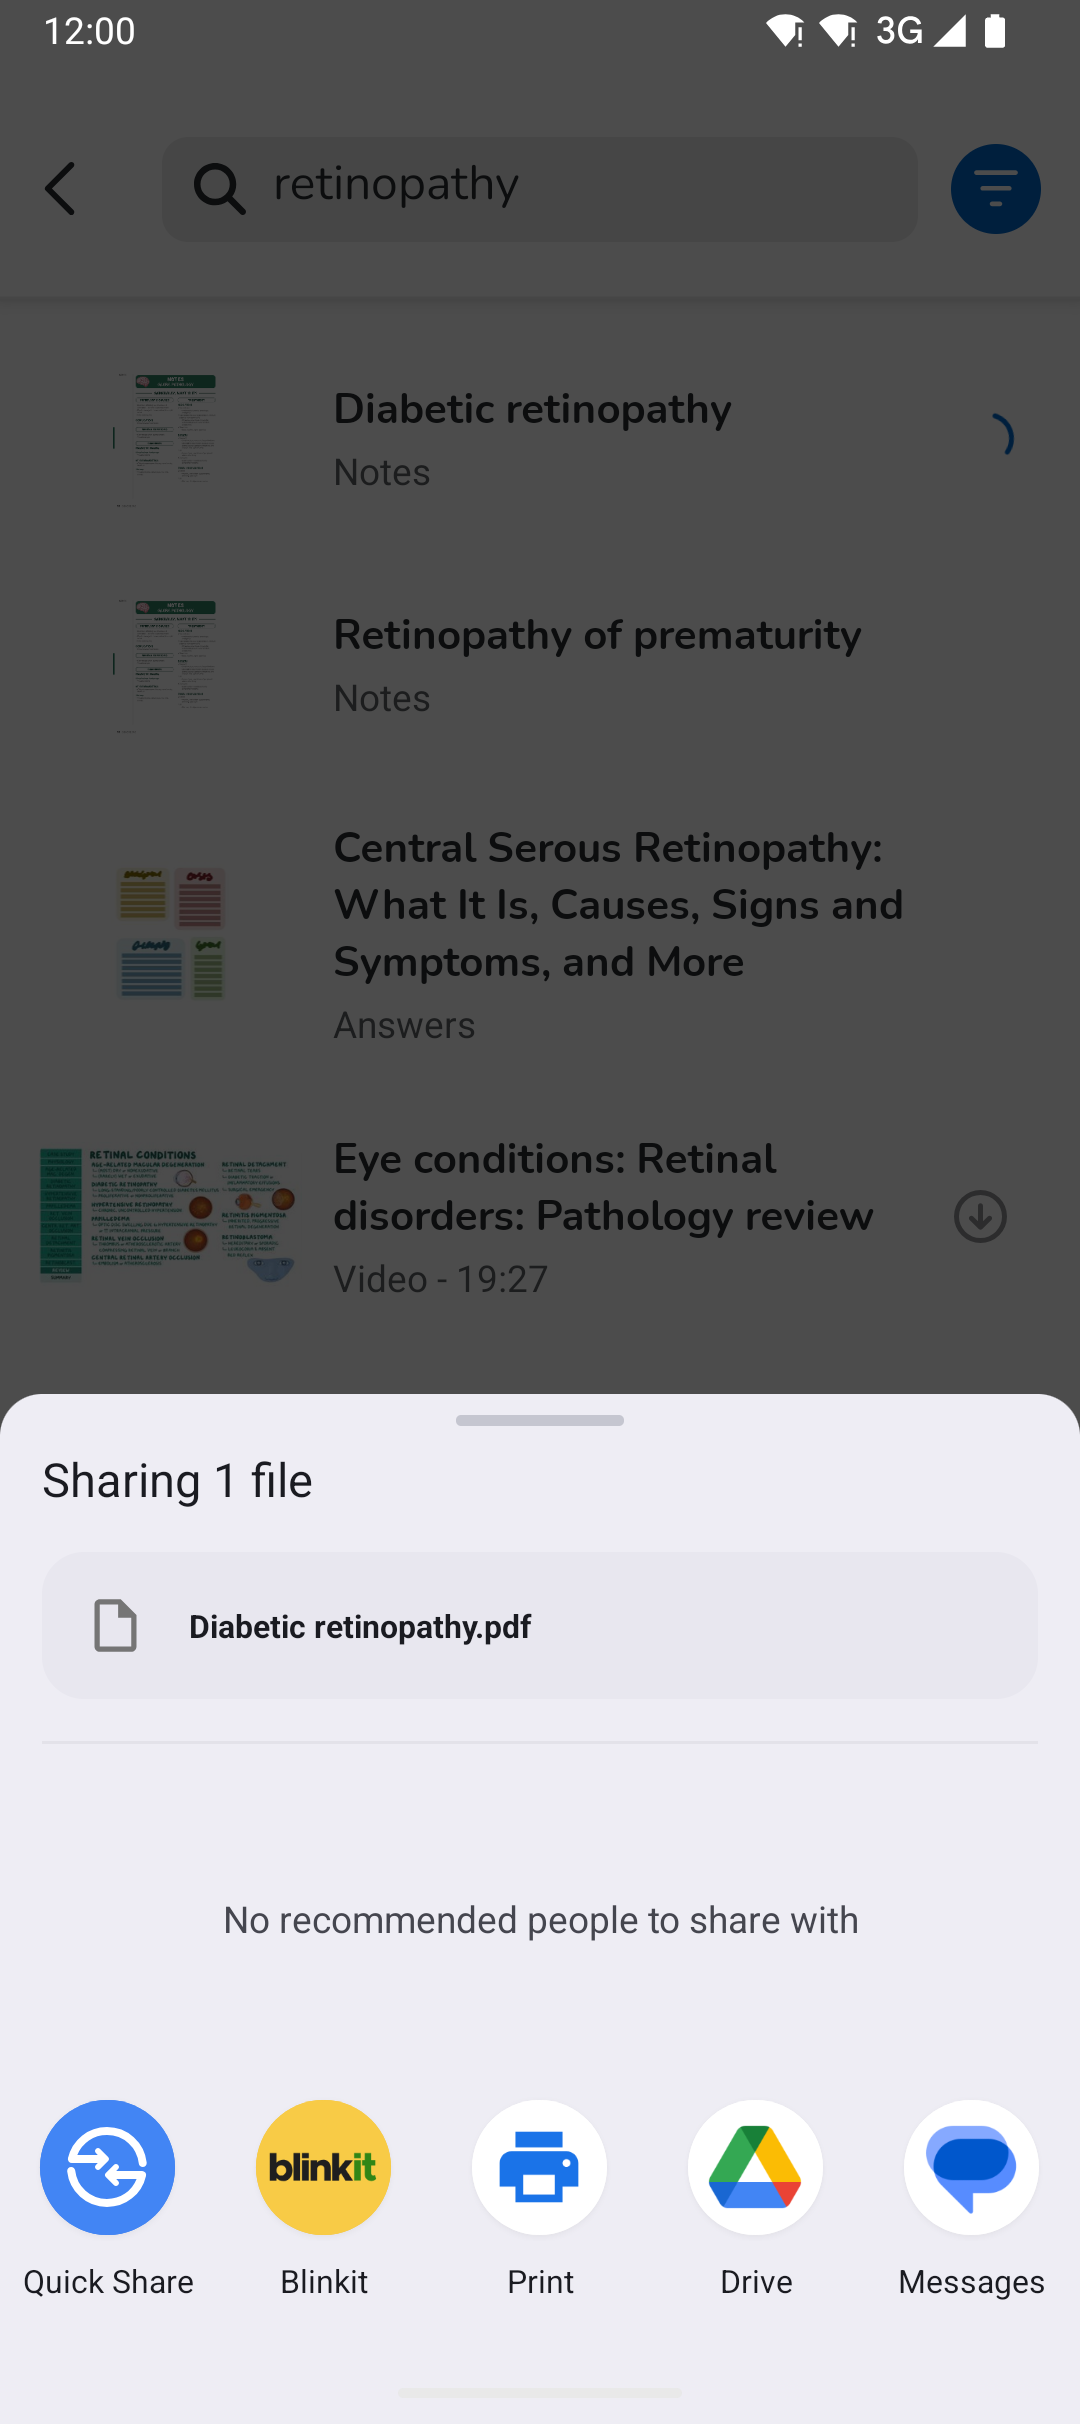 12:00
3G
retinopathy
Diabetic retinopathy
Notes
Retinopathy of prematurity
Notes
Central Serous Retinopathy:
What It Is, Causes, Signs and
Symptoms, and More
Answers
RETINAL CONDITIONS
Eye conditions: Retinal
disorders: Pathology review
Video - 19:27
Sharing 1 file
Diabetic retinopathy.pdf
No recommended people to share with
blinkit
Quick Share
Blinkit
Print
Drive
Messages